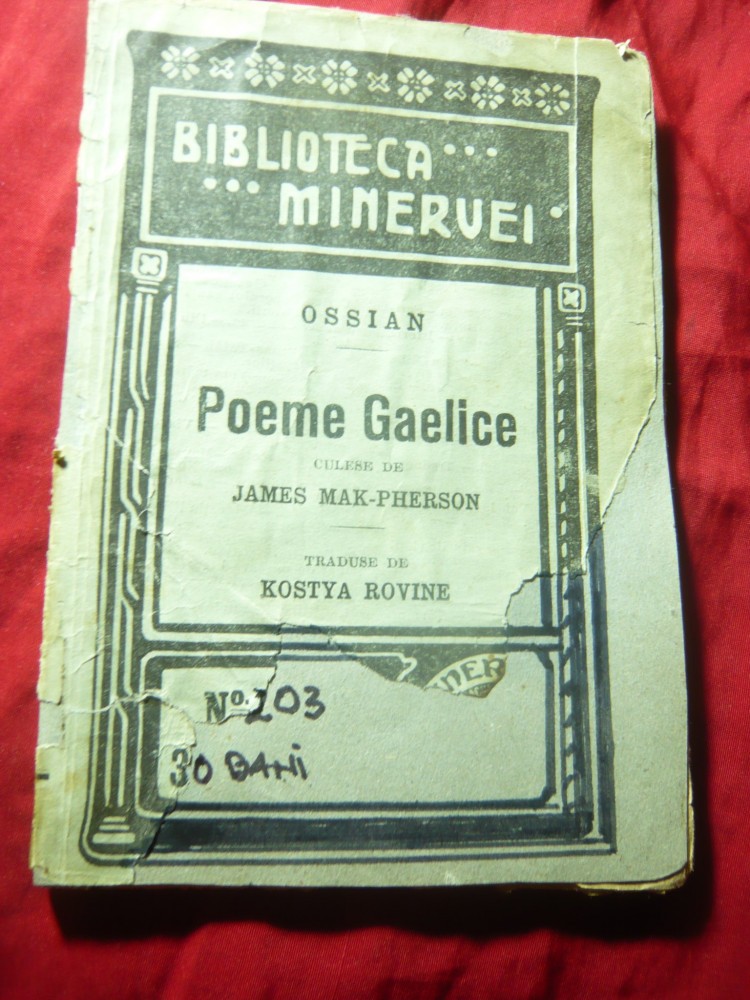 BIBLIOTECA
MINERVEI
OSSIAN
Poeme Gaelice
CULESE DE
JAMES MAK-PHERSON
TRADUSE DE
KOSTYA ROVINE
No. 203
30 BANI